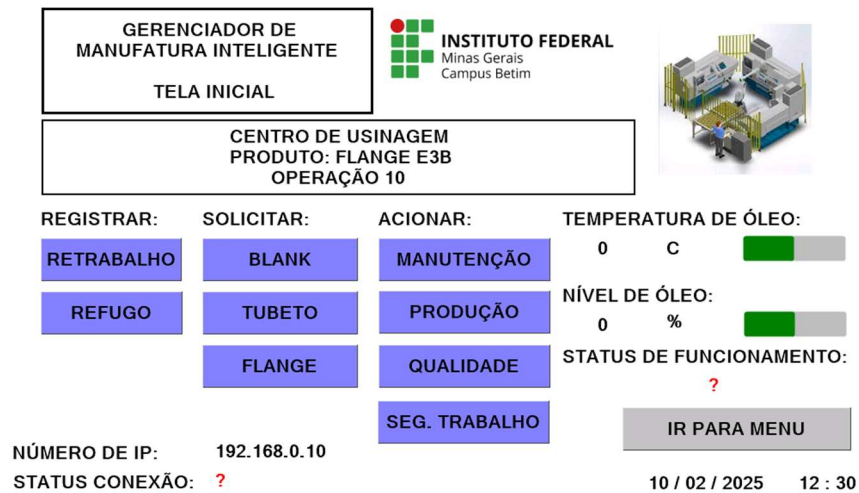 GERENCIADOR DE
MANUFATURA INTELIGENTE
TELA INICIAL
INSTITUTO FEDERAL
Minas Gerais
Campus Betim
CENTRO DE USINAGEM
PRODUTO: FLANGE E3B
OPERAÇÃO 10
REGISTRAR:
RETRABALHO
REFUGO
SOLICITAR:
BLANK
TUBETO
FLANGE
ACIONAR:
MANUTENÇÃO
PRODUÇÃO
QUALIDADE
SEG. TRABALHO
TEMPERATURA DE ÓLEO:
0 C
NÍVEL DE ÓLEO:
0 %
STATUS DE FUNCIONAMENTO:
?
IR PARA MENU
NÚMERO DE IP: 192.168.0.10
STATUS CONEXÃO: ?
10 / 02 / 2025 12 : 30